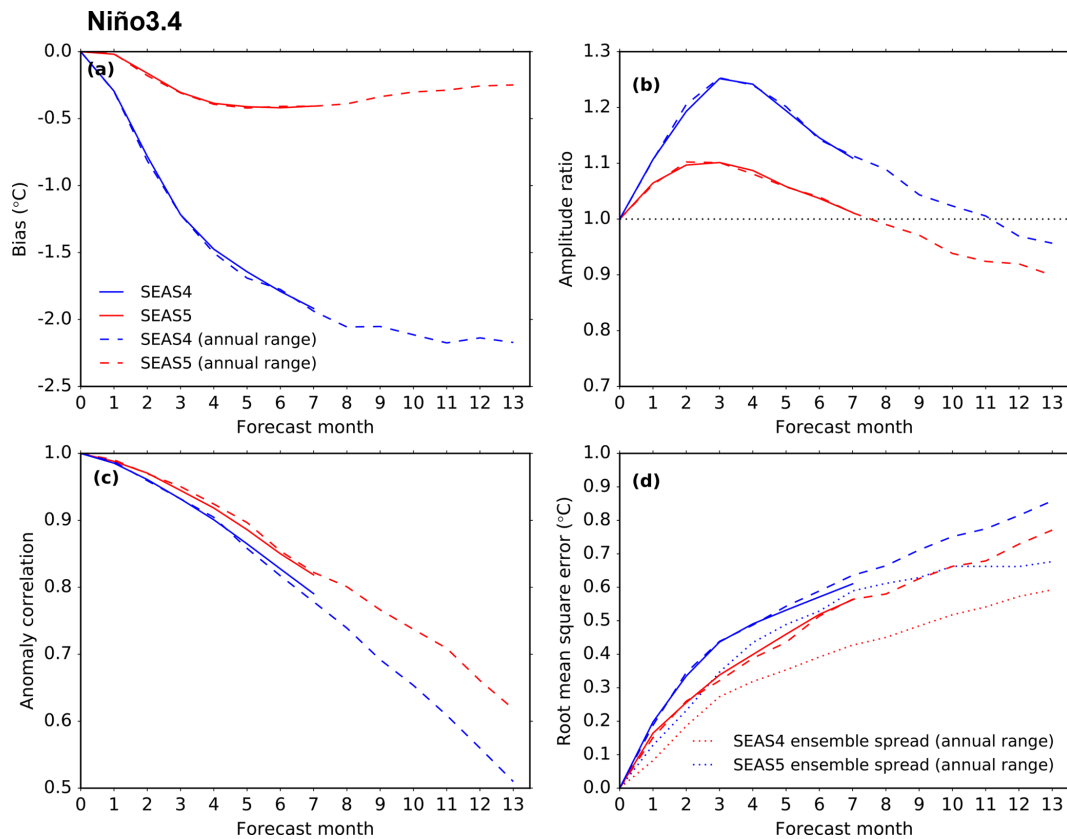 Niño3.4
(a)
0.0
-0.5
-1.0
-1.5
-2.0
-2.5
Bias (°C)
SEAS4
SEAS5
SEAS4 (annual range)
SEAS5 (annual range)
0 1 2 3 4 5 6 7 8 9 10 11 12 13
Forecast month
(b)
1.3
1.2
1.1
1.0
0.9
0.8
0.7
Amplitude ratio
0 1 2 3 4 5 6 7 8 9 10 11 12 13
Forecast month
(c)
1.0
0.9
0.8
0.7
0.6
0.5
Anomaly correlation
0 1 2 3 4 5 6 7 8 9 10 11 12 13
Forecast month
(d)
1.0
0.9
0.8
0.7
0.6
0.5
0.4
0.3
0.2
0.1
0.0
Root mean square error (°C)
SEAS4 ensemble spread (annual range)
SEAS5 ensemble spread (annual range)
0 1 2 3 4 5 6 7 8 9 10 11 12 13
Forecast month